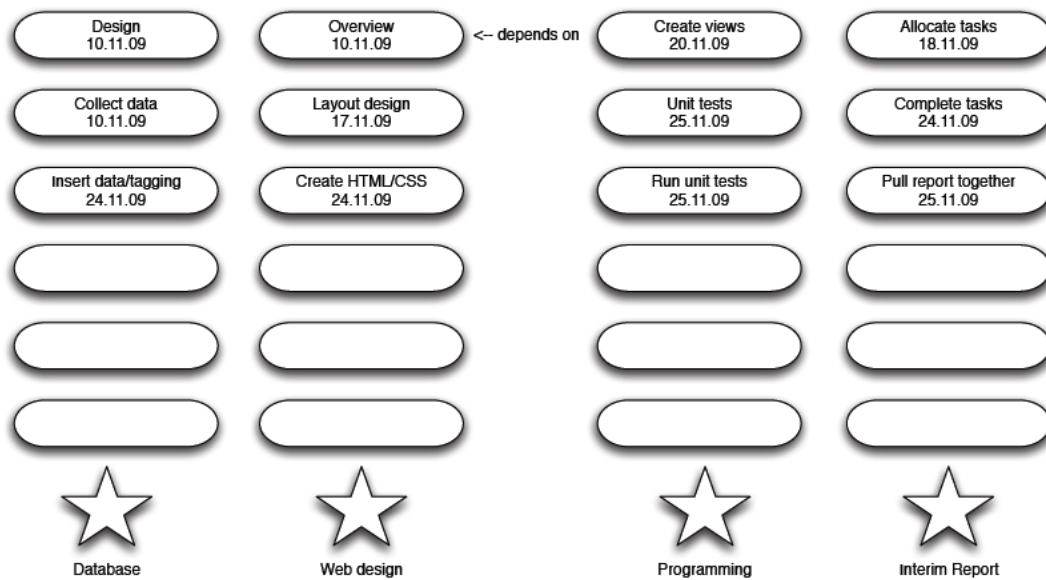 Design
10.11.09
Overview
10.11.09
<-- depends on
Create views
20.11.09
Allocate tasks
18.11.09
Collect data
10.11.09
Layout design
17.11.09
Unit tests
25.11.09
Complete tasks
24.11.09
Insert data/tagging
24.11.09
Create HTML/CSS
24.11.09
Run unit tests
25.11.09
Pull report together
25.11.09
Database
Web design
Programming
Interim Report